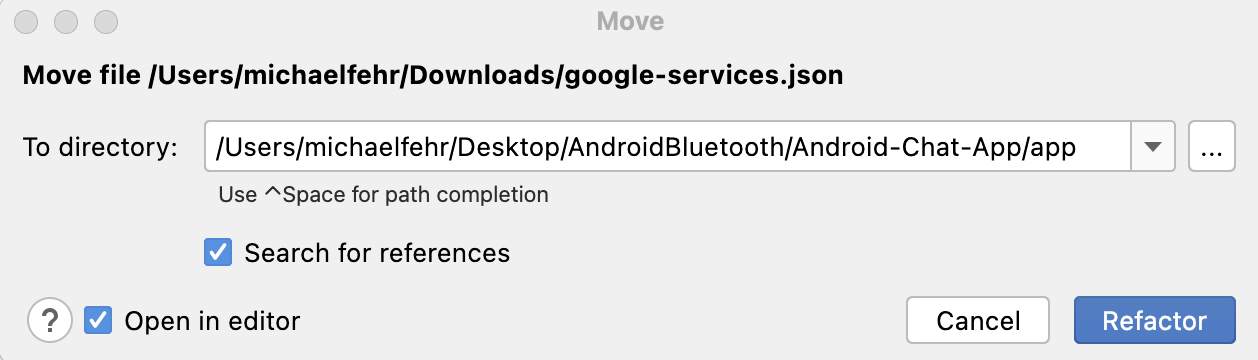 Move
Move file /Users/michaelfehr/Downloads/google-services.json
To directory: /Users/michaelfehr/Desktop/AndroidBluetooth/Android-Chat-App/app ...
Use ^Space for path completion
Search for references
? Open in editor Cancel Refactor